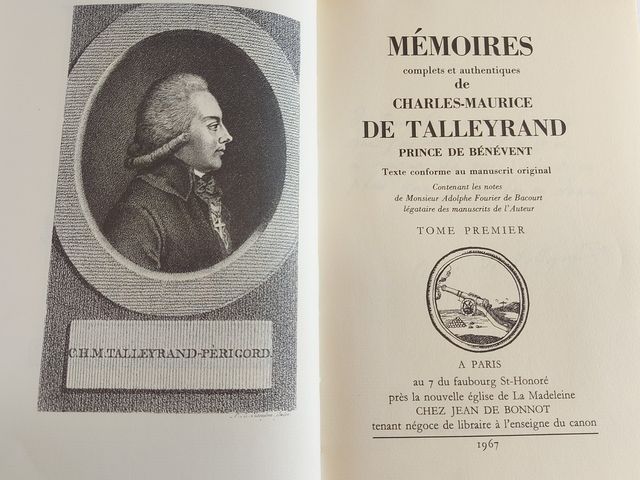 C.H.M.TALLEYRAND-PÉRIGORD.
MÉMOIRES
complets et authentiques
de
CHARLES-MAURICE
DE TALLEYRAND
PRINCE DE BÉNÉVENT
Texte conforme au manuscrit original
Contenant les notes
de Monsieur Adolphe Fourier de Bacourt
légataire des manuscrits de l'Auteur
TOME PREMIER
A PARIS
au 7 du faubourg St-Honoré
près la nouvelle église de La Madeleine
CHEZ JEAN DE BONNOT
tenant négoce de libraire à l'enseigne du canon
1967